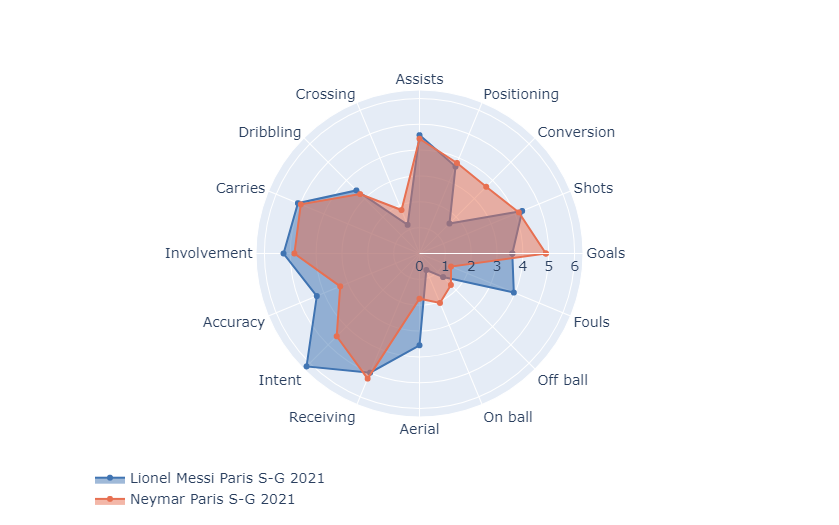 Assists
Crossing
Positioning
Dribbling
Conversion
Carries
Shots
Involvement
Goals
0 1 2 3 4 5 6
Accuracy
Fouls
Intent
Off ball
Receiving
On ball
Aerial
Lionel Messi Paris S-G 2021
Neymar Paris S-G 2021